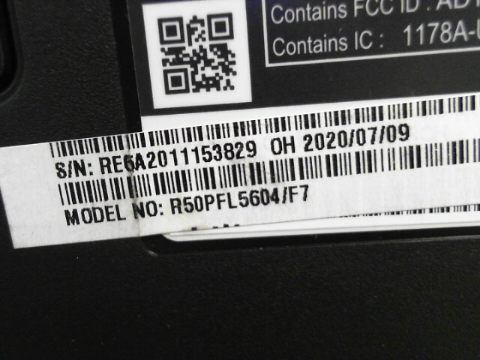 Contains FCC ID : AD
Contains IC : 1178A-
S/N: RE6A2011153829 OH 2020/07/09
MODEL NO: R50PFL5604/F7